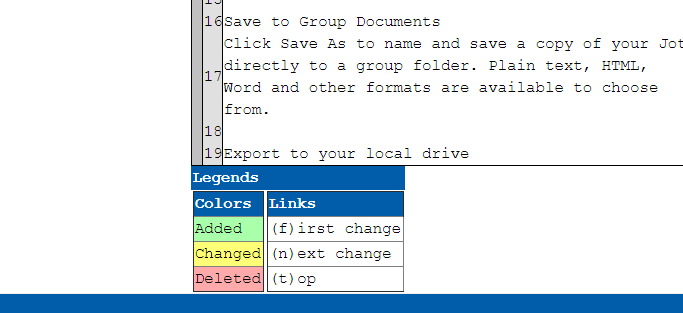 16 Save to Group Documents
Click Save As to name and save a copy of your Jot
directly to a group folder. Plain text, HTML,
17
Word and other formats are available to choose
from.
18
19 Export to your local drive
Legends
Colors Links
Added (f)irst change
Changed (n)ext change
Deleted (t)op